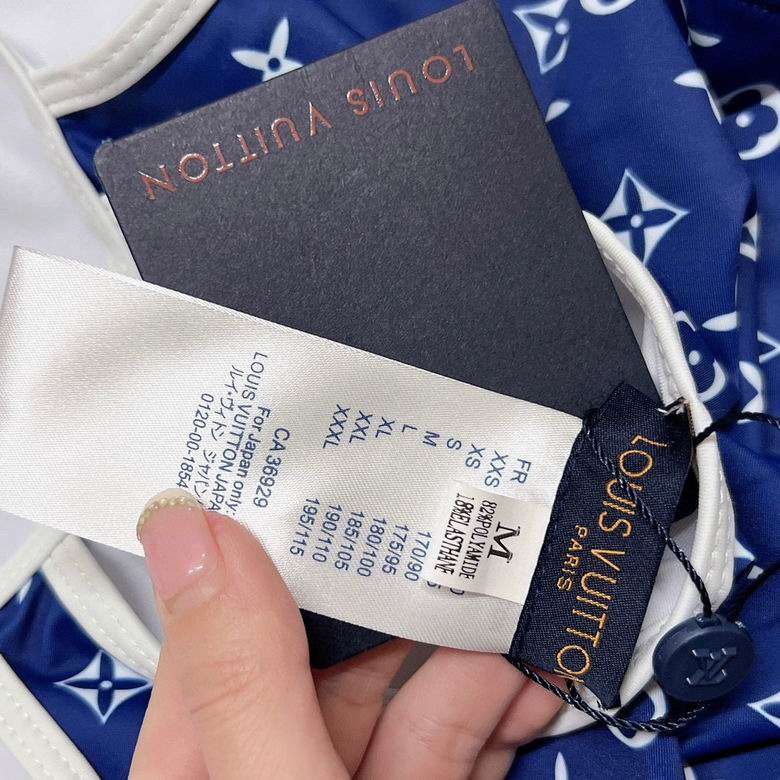 LOUIS VUITTON
LOUIS VUITTON
PARIS
FR
XXS
XS
S
M
L
XL
XXL
XXXL
170/90
175/95
180/100
185/105
190/110
195/115
M
82%POLYAMIDE
18%ELASTHANE
CA 36929
For Japan only:
LOUIS VUITTON JAPA
ルイ・ヴィトン ジャパン
0120-00-1854